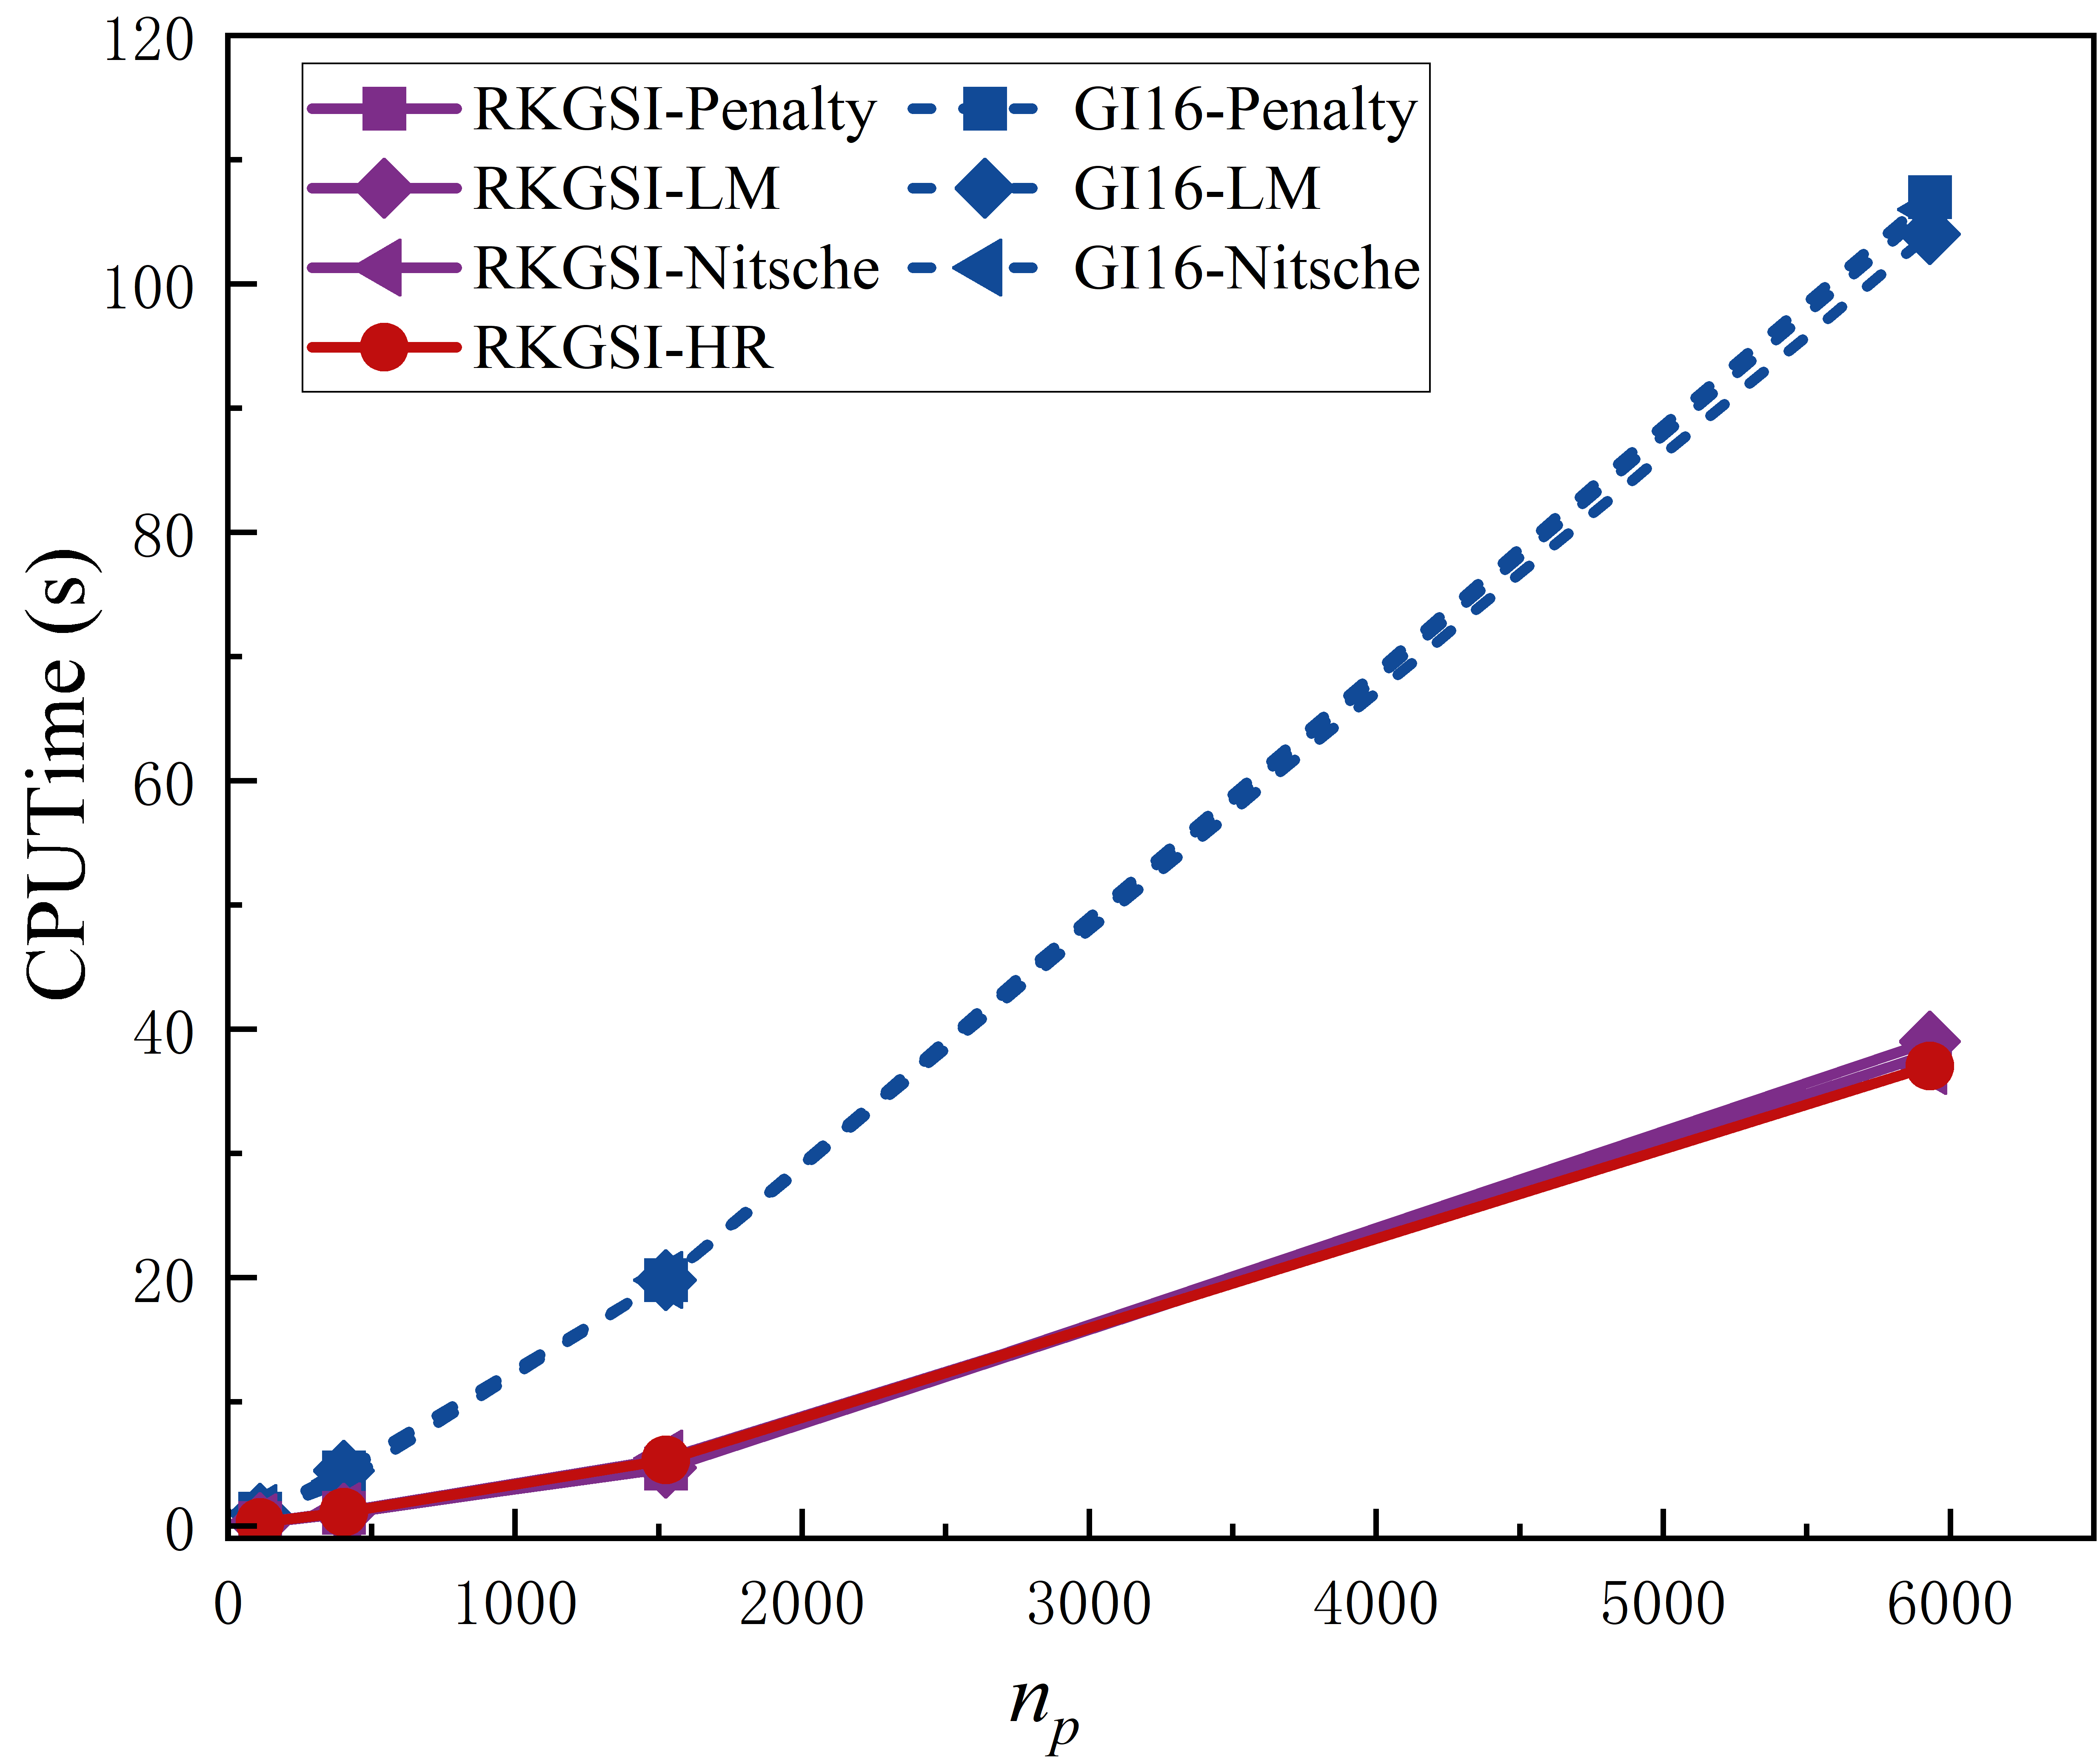 120
100
80
60
40
20
0
CPUTime (s)
RKGSI-Penalty
RKGSI-LM
RKGSI-Nitsche
RKGSI-HR
GI16-Penalty
GI16-LM
GI16-Nitsche
0 1000 2000 3000 4000 5000 6000
n_p